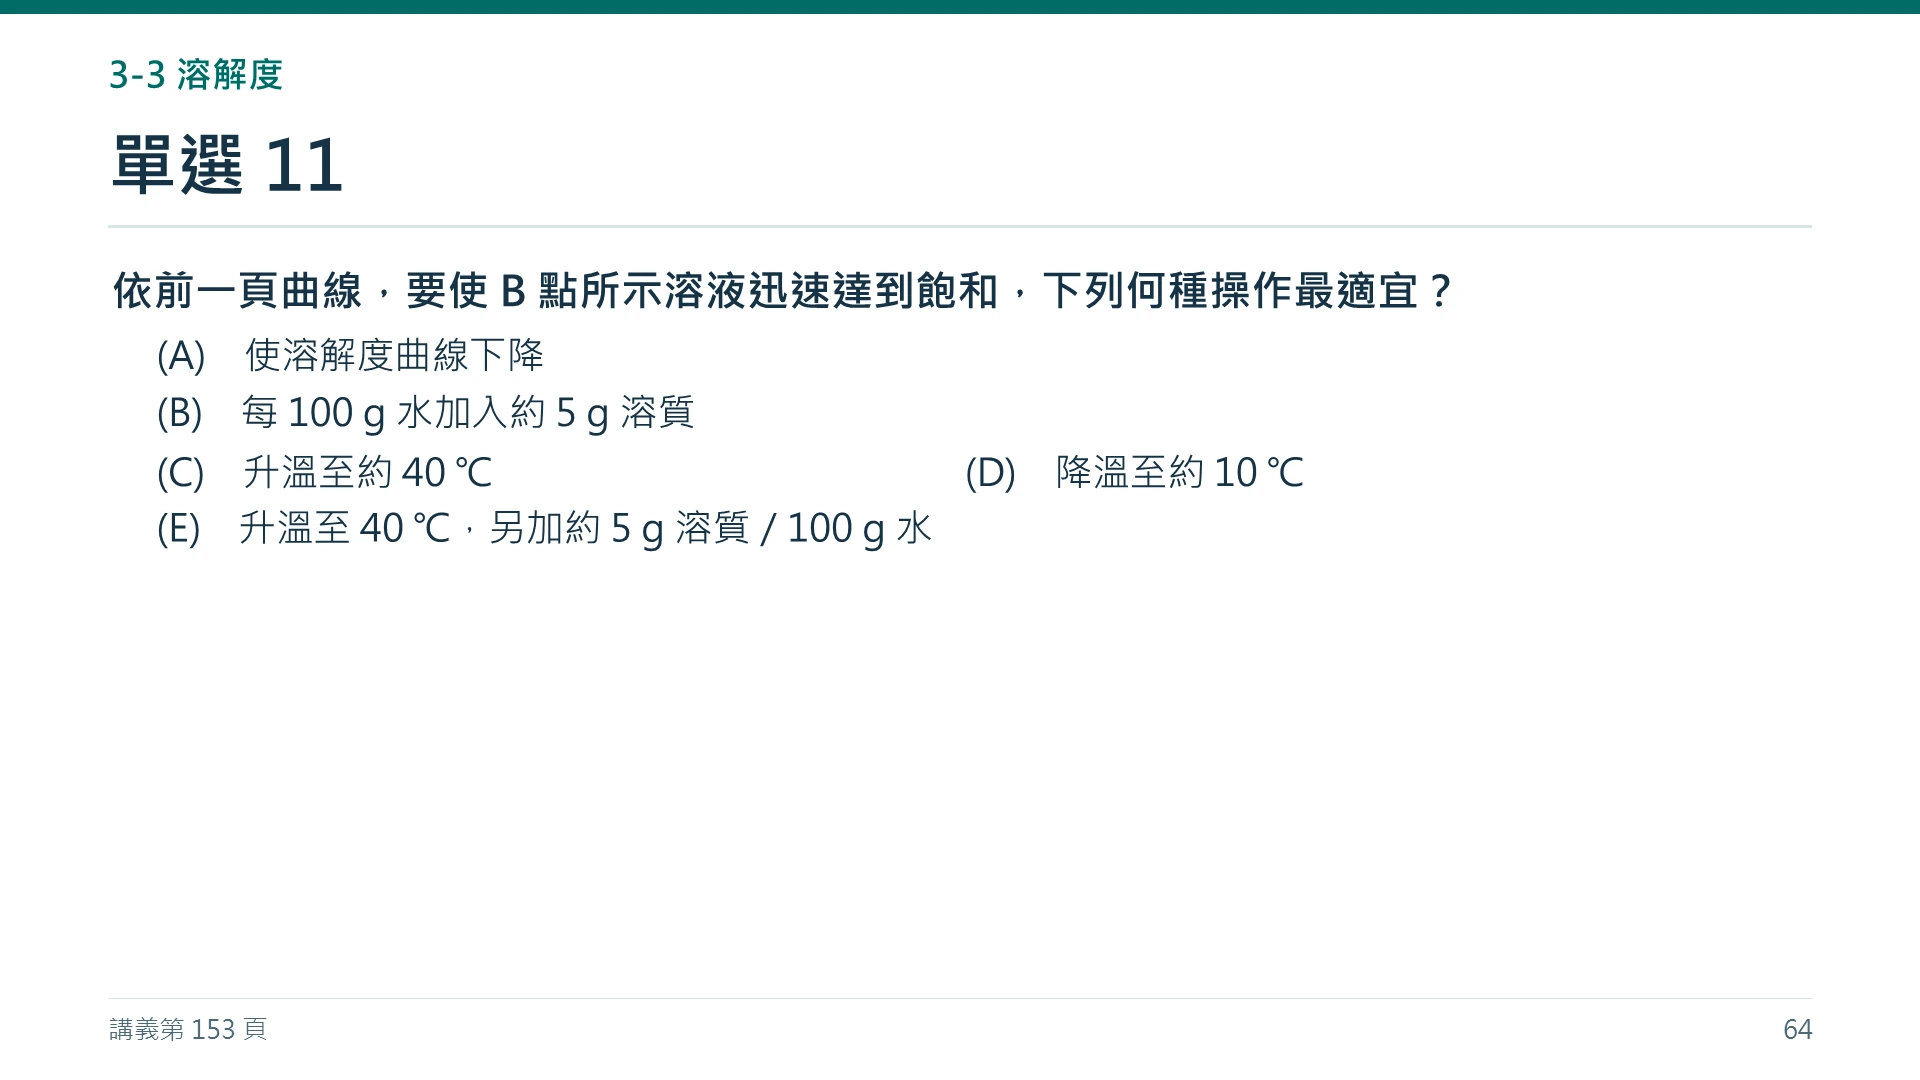 3-3 溶解度
單選 11
依前一頁曲線，要使 B 點所示溶液迅速達到飽和，下列何種操作最適宜？
(A) 使溶解度曲線下降
(B) 每 100 g 水加入約 5 g 溶質
(C) 升溫至約 40 ℃ (D) 降溫至約 10 ℃
(E) 升溫至 40 ℃，另加約 5 g 溶質 / 100 g 水
講義第 153 頁 64